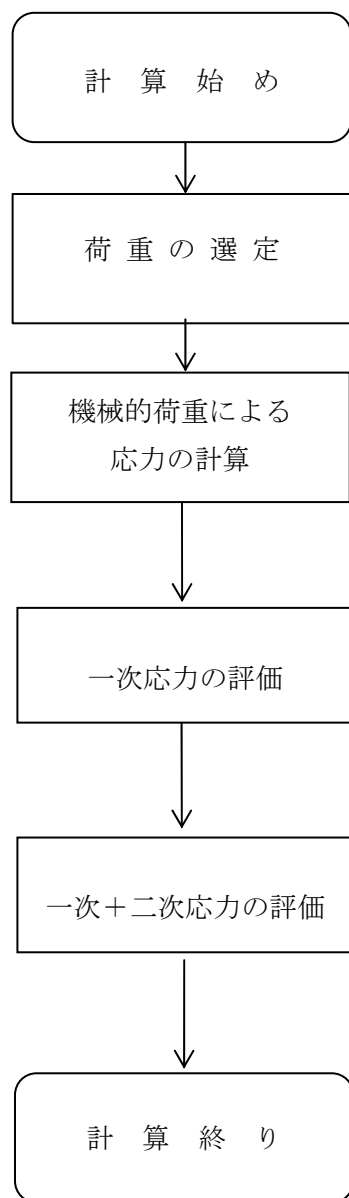 計 算 始 め
荷 重 の 選 定
機械的荷重による
応力の計算
一次応力の評価
一次＋二次応力の評価
計 算 終 り